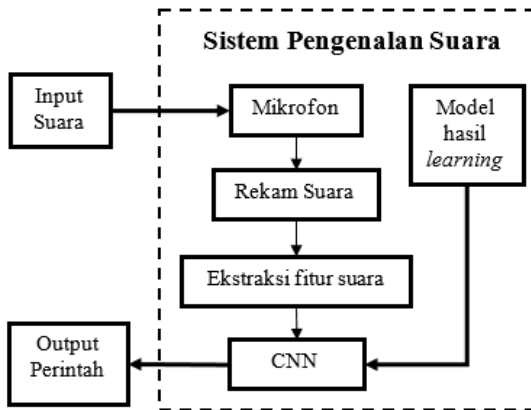 Sistem Pengenalan Suara
Input
Suara
Mikrofon
Model
hasil
learning
Rekam Suara
Ekstraksi fitur suara
Output
Perintah
CNN